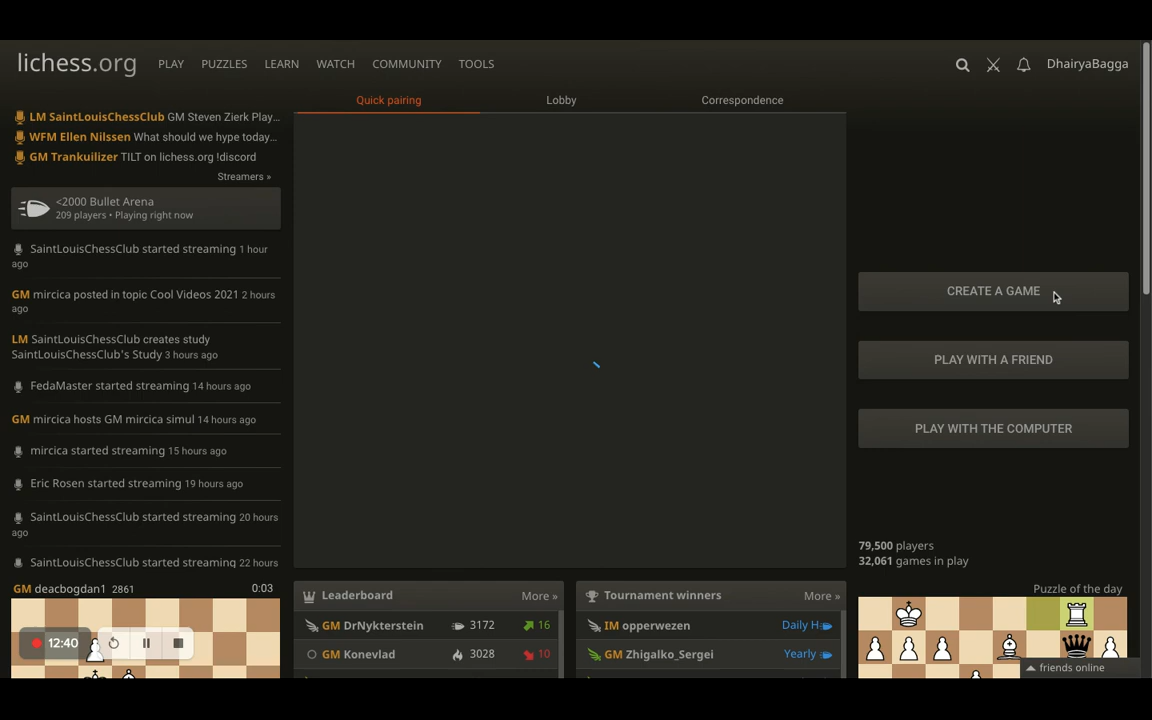 lichess.org
PLAY PUZZLES LEARN WATCH COMMUNITY TOOLS
DhairyaBagga
LM SaintLouisChessClub GM Steven Zierk Play...
WFM Ellen Nilssen What should we hype today...
GM Trankuilizer TILT on lichess.org !discord
Streamers »
<2000 Bullet Arena
209 players • Playing right now
SaintLouisChessClub started streaming 1 hour
ago
GM mircica posted in topic Cool Videos 2021 2 hours
ago
LM SaintLouisChessClub creates study
SaintLouisChessClub's Study 3 hours ago
FedaMaster started streaming 14 hours ago
GM mircica hosts GM mircica simul 14 hours ago
mircica started streaming 15 hours ago
Eric Rosen started streaming 19 hours ago
SaintLouisChessClub started streaming 20 hours
ago
SaintLouisChessClub started streaming 22 hours
GM deacbogdan1 2861 0:03
12:40
Quick pairing Lobby Correspondence
Leaderboard More »
GM DrNykterstein 3172 16
GM Konevlad 3028 10
Tournament winners More »
IM opperwezen Daily H
GM Zhigalko_Sergei Yearly
CREATE A GAME
PLAY WITH A FRIEND
PLAY WITH THE COMPUTER
79,500 players
32,061 games in play
Puzzle of the day
friends online